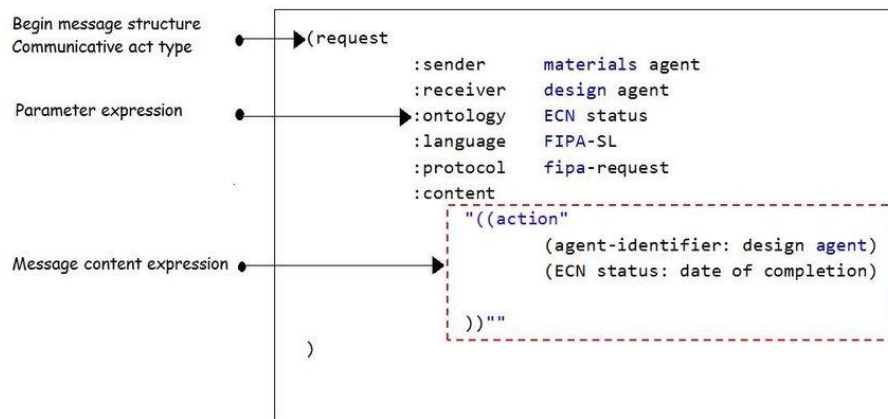 Begin message structure
Communicative act type
(request
:sender materials agent
:receiver design agent
Parameter expression
:ontology ECN status
:language FIPA-SL
:protocol fipa-request
:content
"((action"
(agent-identifier: design agent)
Message content expression
(ECN status: date of completion)
))""
)